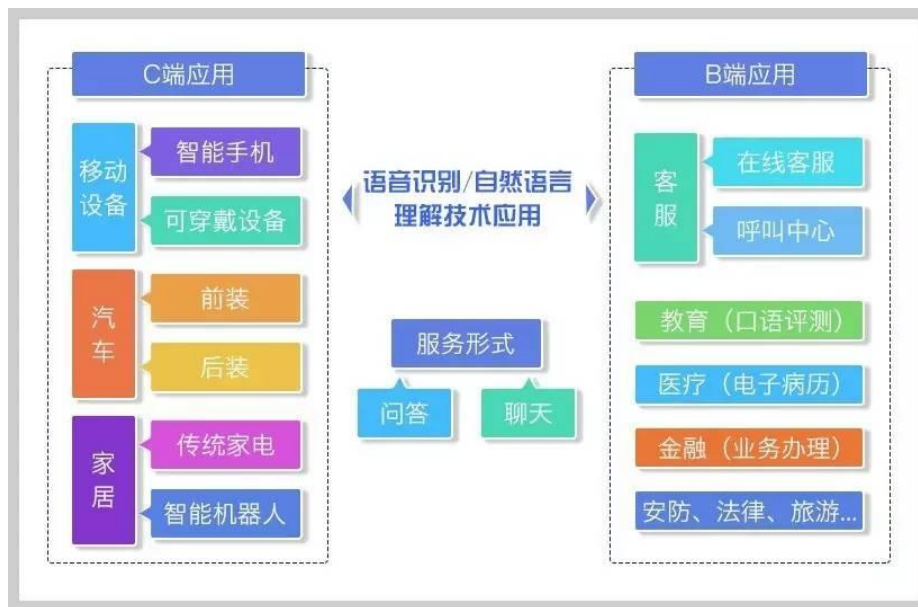 C端应用
移动
设备
智能手机
可穿戴设备
汽
车
前装
后装
家
居
传统家电
智能机器人
语音识别/自然语言
理解技术应用
服务形式
问答
聊天
B端应用
客
服
在线客服
呼叫中心
教育（口语评测）
医疗（电子病历）
金融（业务办理）
安防、法律、旅游...